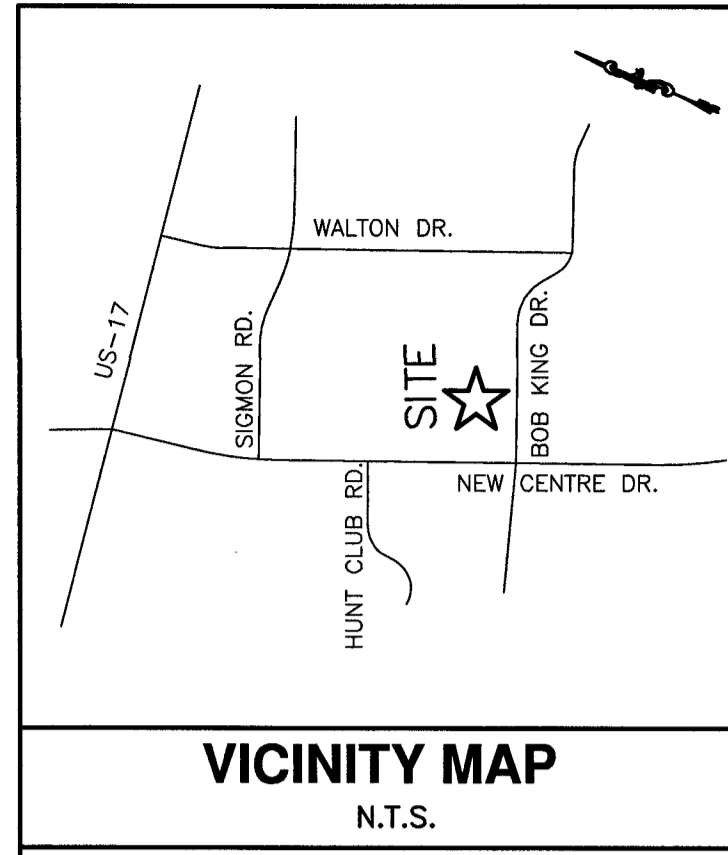 WALTON DR.
US-17
SIGMON RD.
SITE
BOB KING DR.
HUNT CLUB RD.
NEW CENTRE DR.
VICINITY MAP
N.T.S.